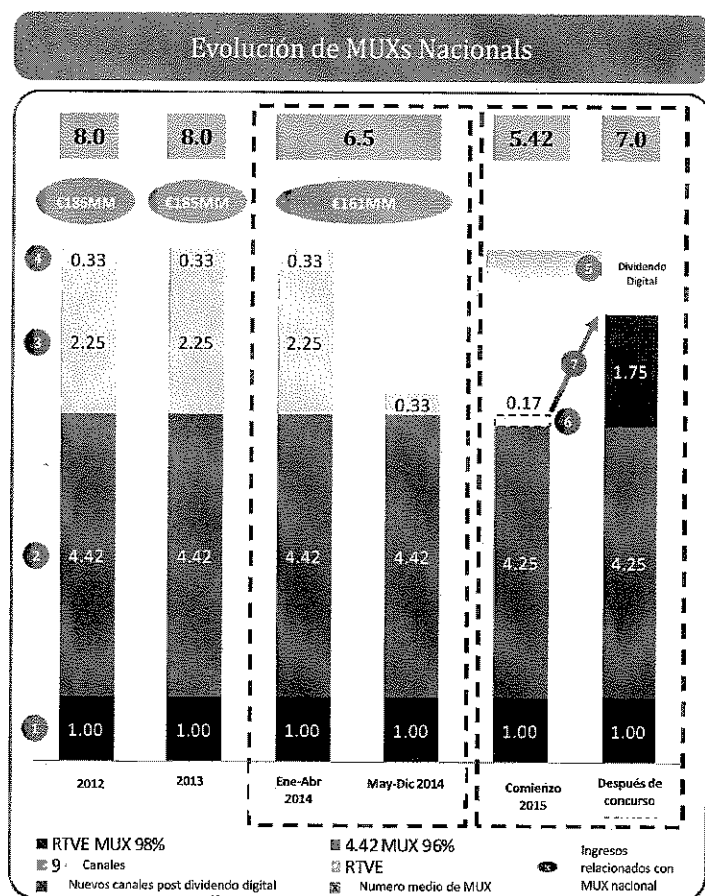 Evolución de MUXs Nacionals
8.0 8.0 6.5 5.42 7.0
€185MM €161MM
0.33 0.33 0.33 Dividendo
Digital
2.25 2.25 2.25 7 1.75
0.33 0.17 6
2 4.42 4.42 4.42 4.42 4.25 4.25
1 1.00 1.00 1.00 1.00 1.00 1.00
2012 2013 Ene-Abr May-Dic 2014 Comienzo Después de
2014 2015 concurso
RTVE MUX 98% 4.42 MUX 96% Ingresos
9 Canales RTVE relacionados con
Nuevos canales post dividendo digital Numero medio de MUX MUX nacional